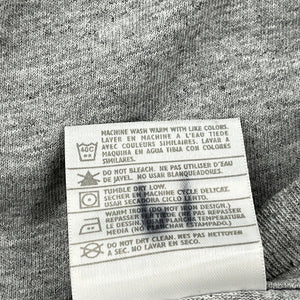 MACHINE WASH WARM WITH LIKE COLORS.
LAVER EN MACHINE A L'EAU TIEDE
AVEC COULEURS SIMILAIRES. LAVAR EN
MAQUINA EN AGUA TIBIA CON COLORES
SIMILARES.
60C
DO NOT BLEACH. NE PAS UTILISER D'EAU
DE JAVEL. NO USAR BLANQUEADORES.
TUMBLE DRY LOW.
SECHER EN MACHINE CYCLE DELICAT.
USAR SECADORA CICLO DELICADO.
WARM IRON (DO NOT IRON DESIGN).
FER TIEDE (NE PAS REPASSER
PLANCHAR A TEMPERATURA
MEDIA (NO PLANCHAR ESTAMPADO).
DO NOT DRY CLEAN. NE PAS NETTOYER
A SEC. NO LAVAR EN SECO.